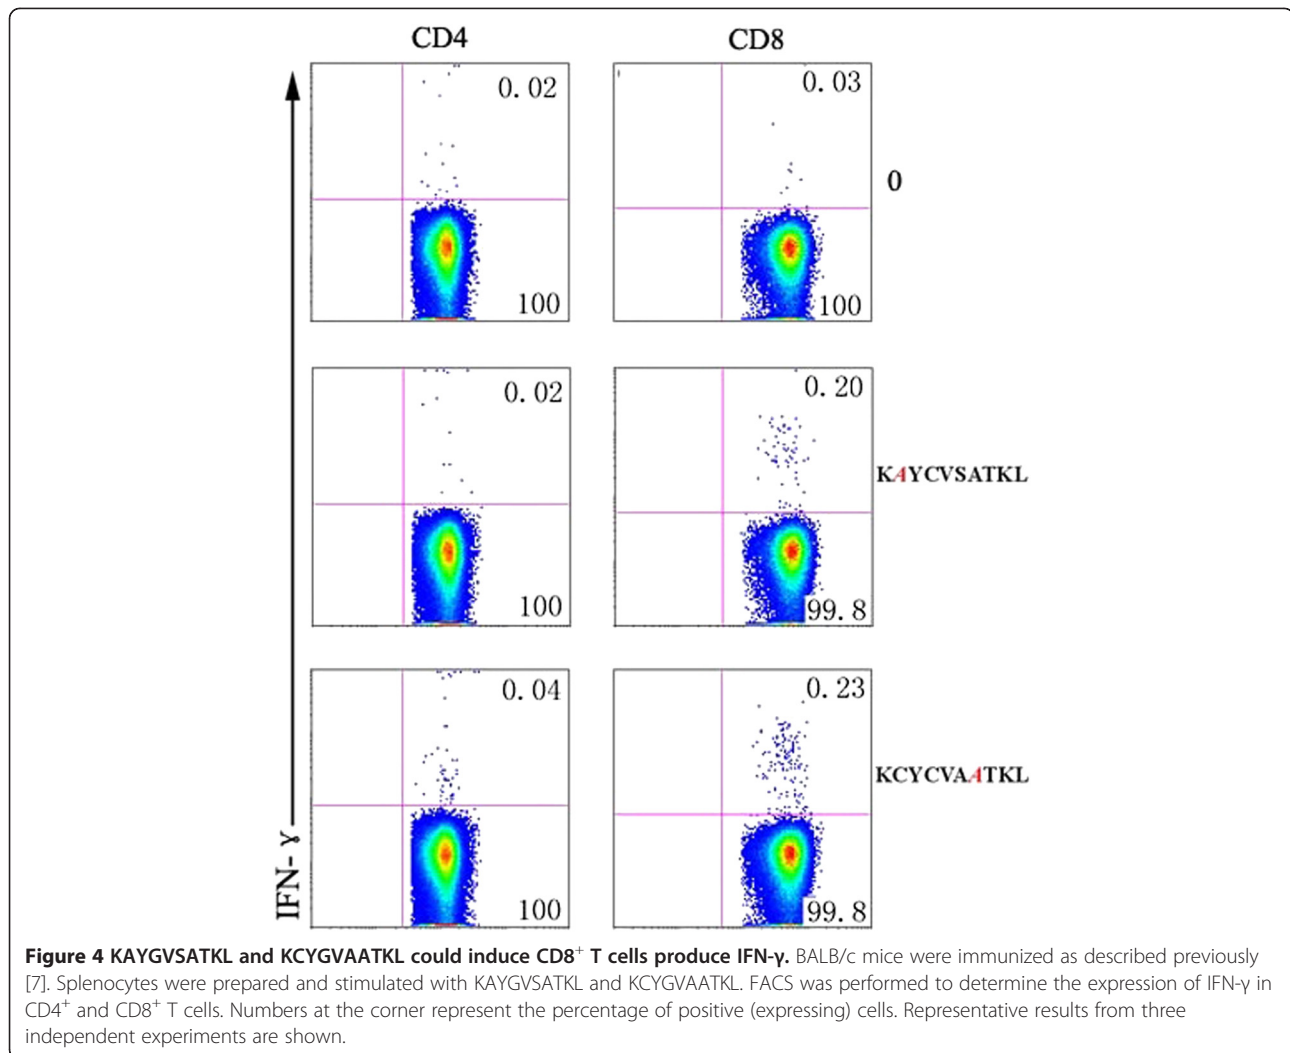 CD4
CD8
0. 02
0. 03
0
100
100
0. 02
0. 20
KAYCVSATKL
100
99. 8
0. 04
0. 23
KCYCVAATKL
IFN- γ
100
99. 8
Figure 4 KAYGVSATKL and KCYGVAATKL could induce CD8⁺ T cells produce IFN-γ. BALB/c mice were immunized as described previously
[7]. Splenocytes were prepared and stimulated with KAYGVSATKL and KCYGVAATKL. FACS was performed to determine the expression of IFN-γ in
CD4⁺ and CD8⁺ T cells. Numbers at the corner represent the percentage of positive (expressing) cells. Representative results from three
independent experiments are shown.